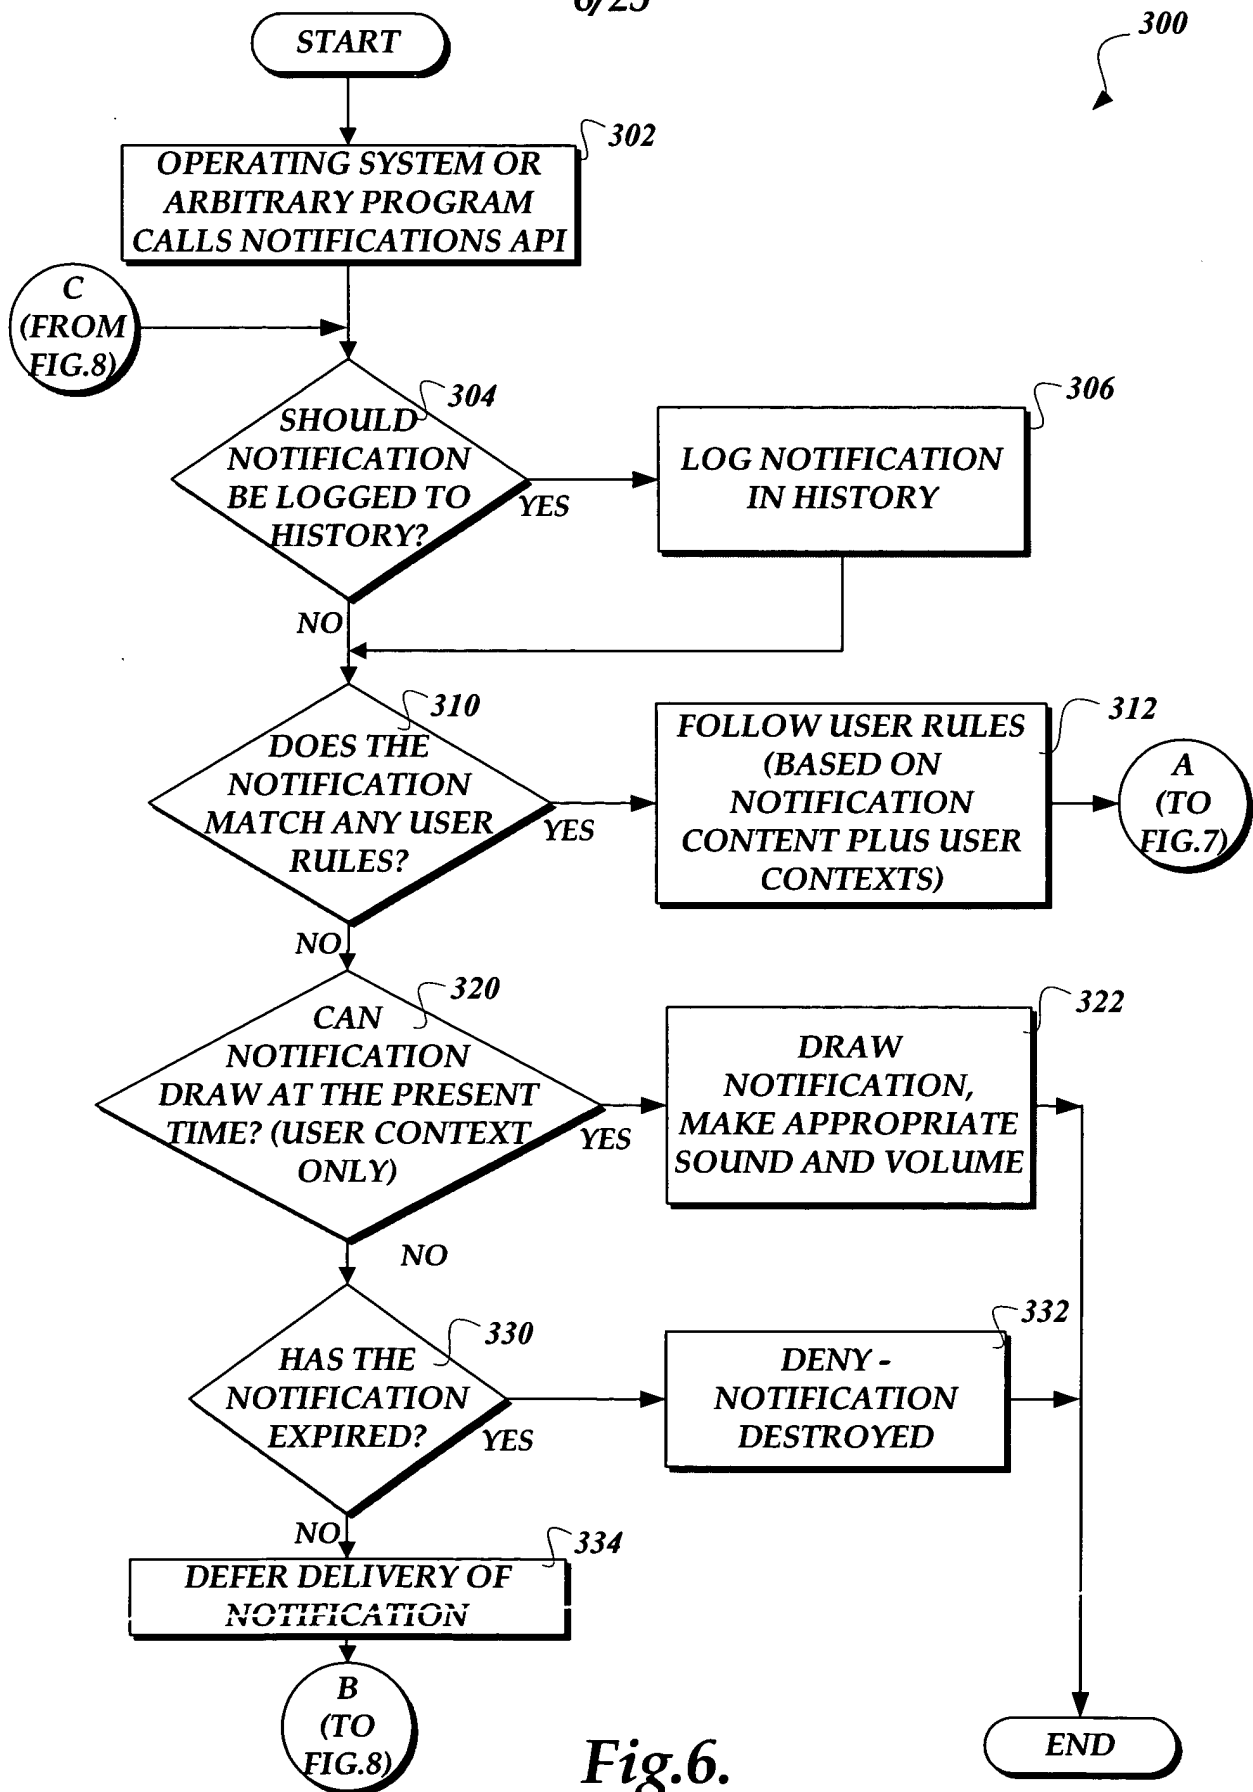 6/25
START
300
302
OPERATING SYSTEM OR
ARBITRARY PROGRAM
CALLS NOTIFICATIONS API
C
(FROM
FIG.8)
304
SHOULD
NOTIFICATION
BE LOGGED TO
HISTORY?
YES
NO
306
LOG NOTIFICATION
IN HISTORY
310
DOES THE
NOTIFICATION
MATCH ANY USER
RULES?
YES
NO
312
FOLLOW USER RULES
(BASED ON
NOTIFICATION
CONTENT PLUS USER
CONTEXTS)
A
(TO
FIG.7)
320
CAN
NOTIFICATION
DRAW AT THE PRESENT
TIME? (USER CONTEXT
ONLY)
YES
NO
322
DRAW
NOTIFICATION,
MAKE APPROPRIATE
SOUND AND VOLUME
330
HAS THE
NOTIFICATION
EXPIRED?
YES
NO
332
DENY -
NOTIFICATION
DESTROYED
334
DEFER DELIVERY OF
NOTIFICATION
B
(TO
FIG.8)
END
Fig.6.